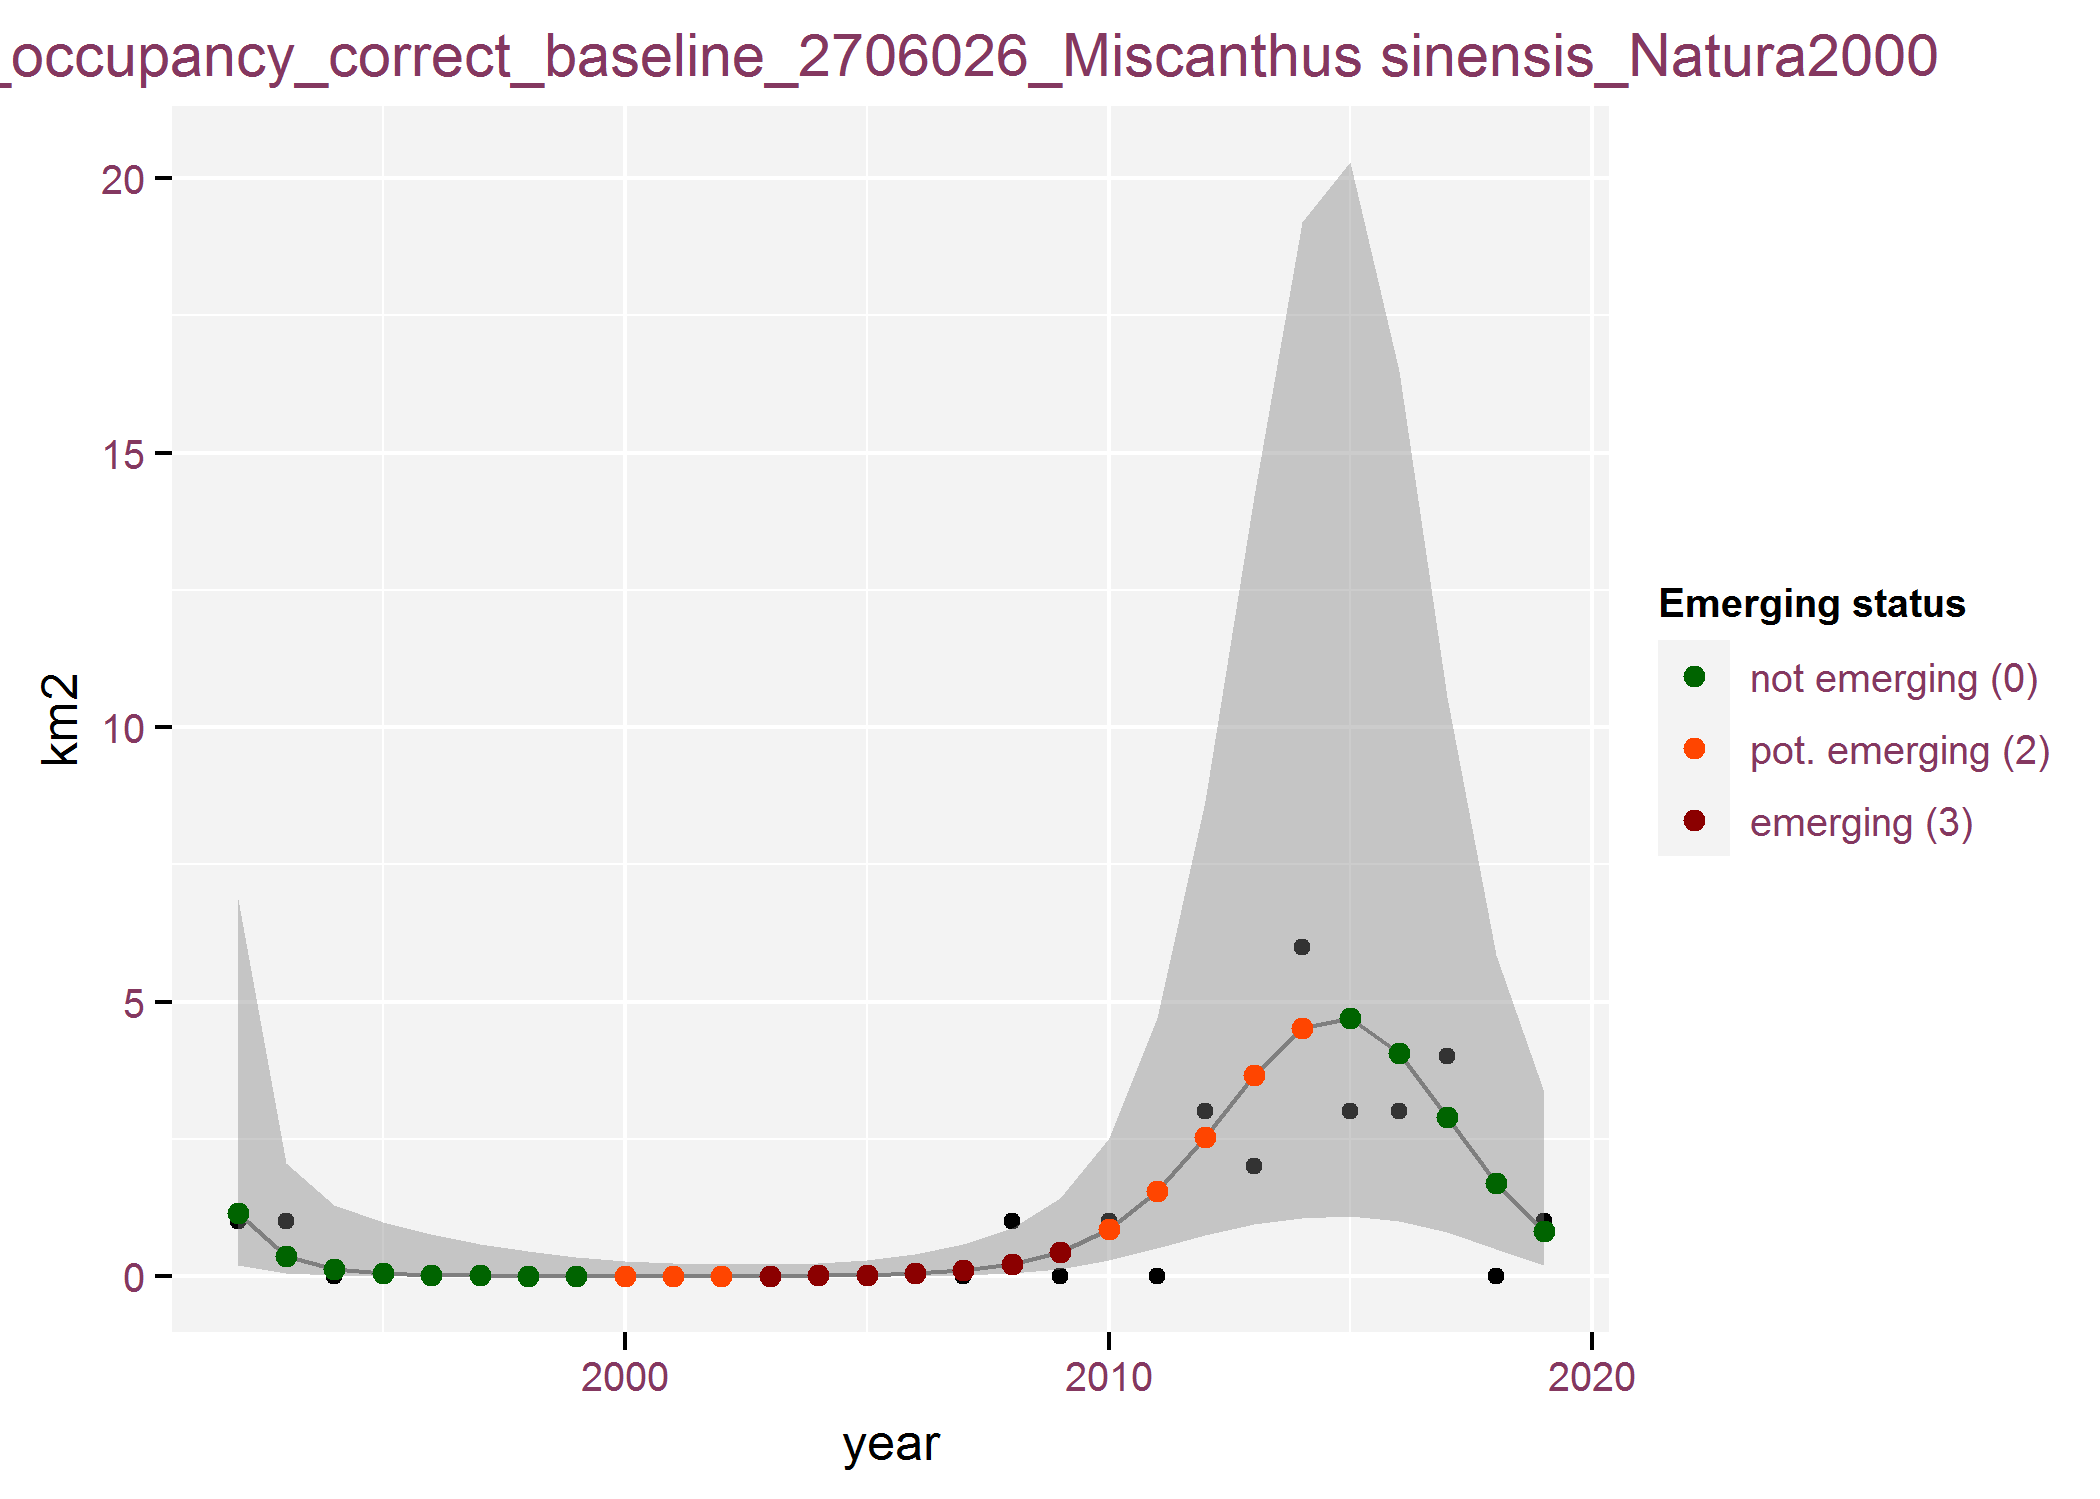 _occupancy_correct_baseline_2706026_Miscanthus sinensis_Natura2000
20
15
10
5
0
km2
2000
2010
2020
year
Emerging status
not emerging (0)
pot. emerging (2)
emerging (3)